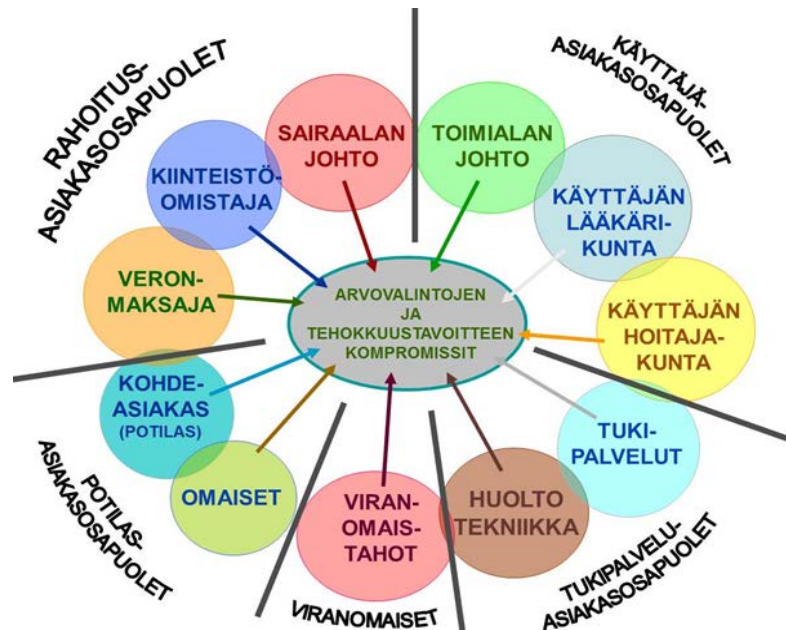 RAHOITUS-
ASIAKASOSAPUOLET
KÄYTTÄJÄ-
ASIAKASOSAPUOLET
SAIRAALAN
JOHTO
TOIMIALAN
JOHTO
KIINTEISTÖ-
OMISTAJA
KÄYTTÄJÄN
LÄÄKÄRI-
KUNTA
VERON-
MAKSAJA
ARVOVALINTOJEN
JA
TEHOKKUUSTAVOITTEEN
KOMPROMISSIT
KÄYTTÄJÄN
HOITAJA-
KUNTA
KOHDE-
ASIAKAS
(POTILAS)
TUKI-
PALVELUT
OMAISET
VIRAN-
OMAIS-
TAHOT
HUOLTO
TEKNIIKKA
POTILAS-
ASIAKASOSAPUOLET
VIRANOMAISET
TUKIPALVELU-
ASIAKASOSAPUOLET